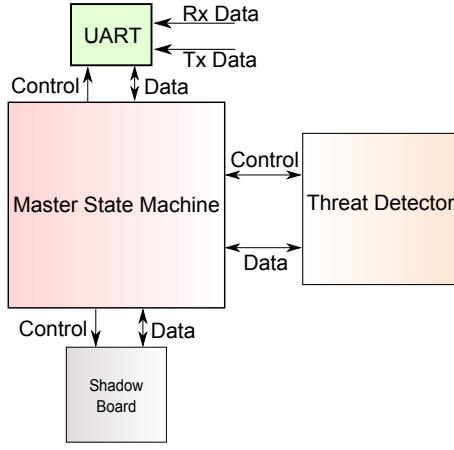 Rx Data
UART
Tx Data
Control
Data
Control
Master State Machine
Threat Detector
Data
Control
Data
Shadow
Board